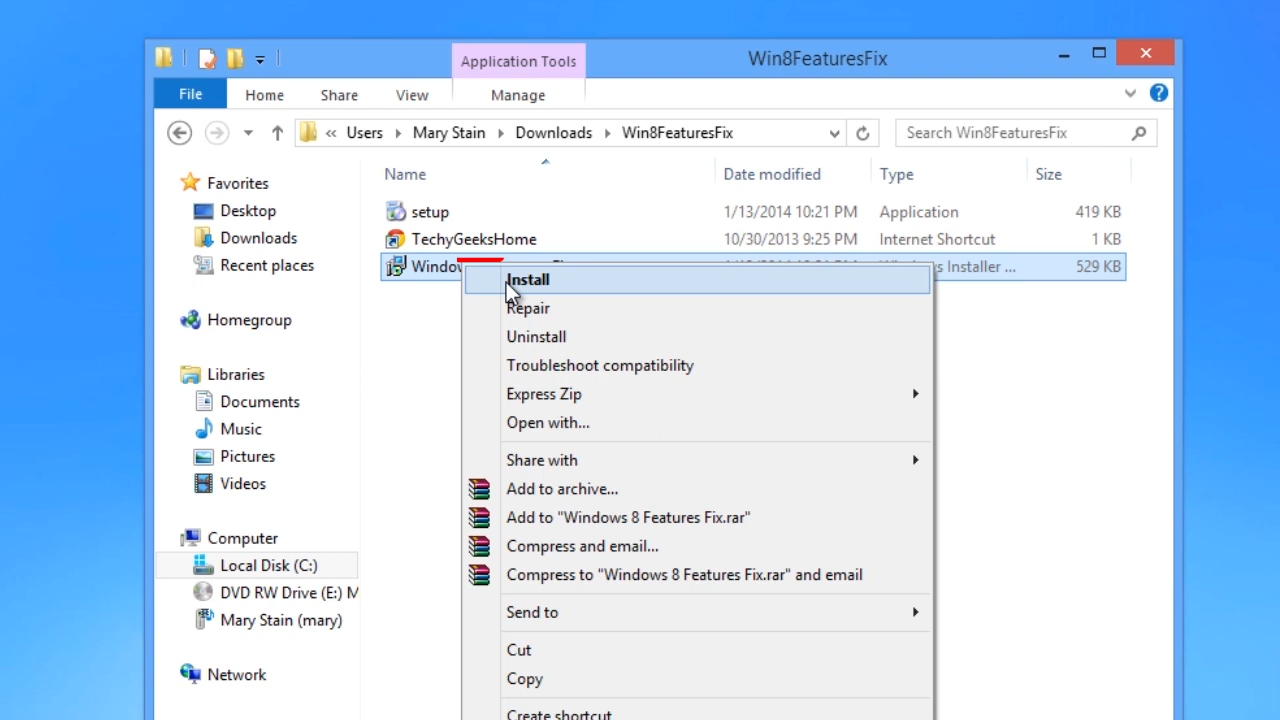 Application Tools
Win8FeaturesFix
File
Home
Share
View
Manage
« Users
Mary Stain
Downloads
Win8FeaturesFix
Search Win8FeaturesFix
Favorites
Desktop
Downloads
Recent places
Homegroup
Libraries
Documents
Music
Pictures
Videos
Computer
Local Disk (C:)
DVD RW Drive (E:) M
Mary Stain (mary)
Network
Name Date modified Type Size
setup 1/13/2014 10:21 PM Application 419 KB
TechyGeeksHome 10/30/2013 9:25 PM Internet Shortcut 1 KB
Installer ... 529 KB
Install
Repair
Uninstall
Troubleshoot compatibility
Express Zip
Open with...
Share with
Add to archive...
Add to "Windows 8 Features Fix.rar"
Compress and email...
Compress to "Windows 8 Features Fix.rar" and email
Send to
Cut
Copy
Create shortcut